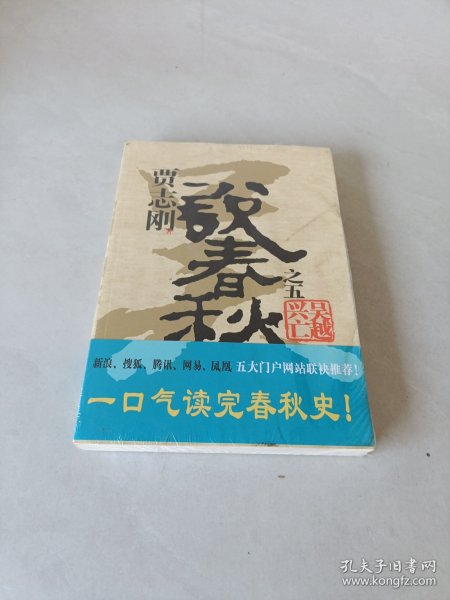 贾志刚
说春秋
之五
吴越
兴亡
新浪、搜狐、腾讯、网易、凤凰 五大门户网站联袂推荐！
一口气读完春秋史！
孔夫子旧书网
www.kongfz.com